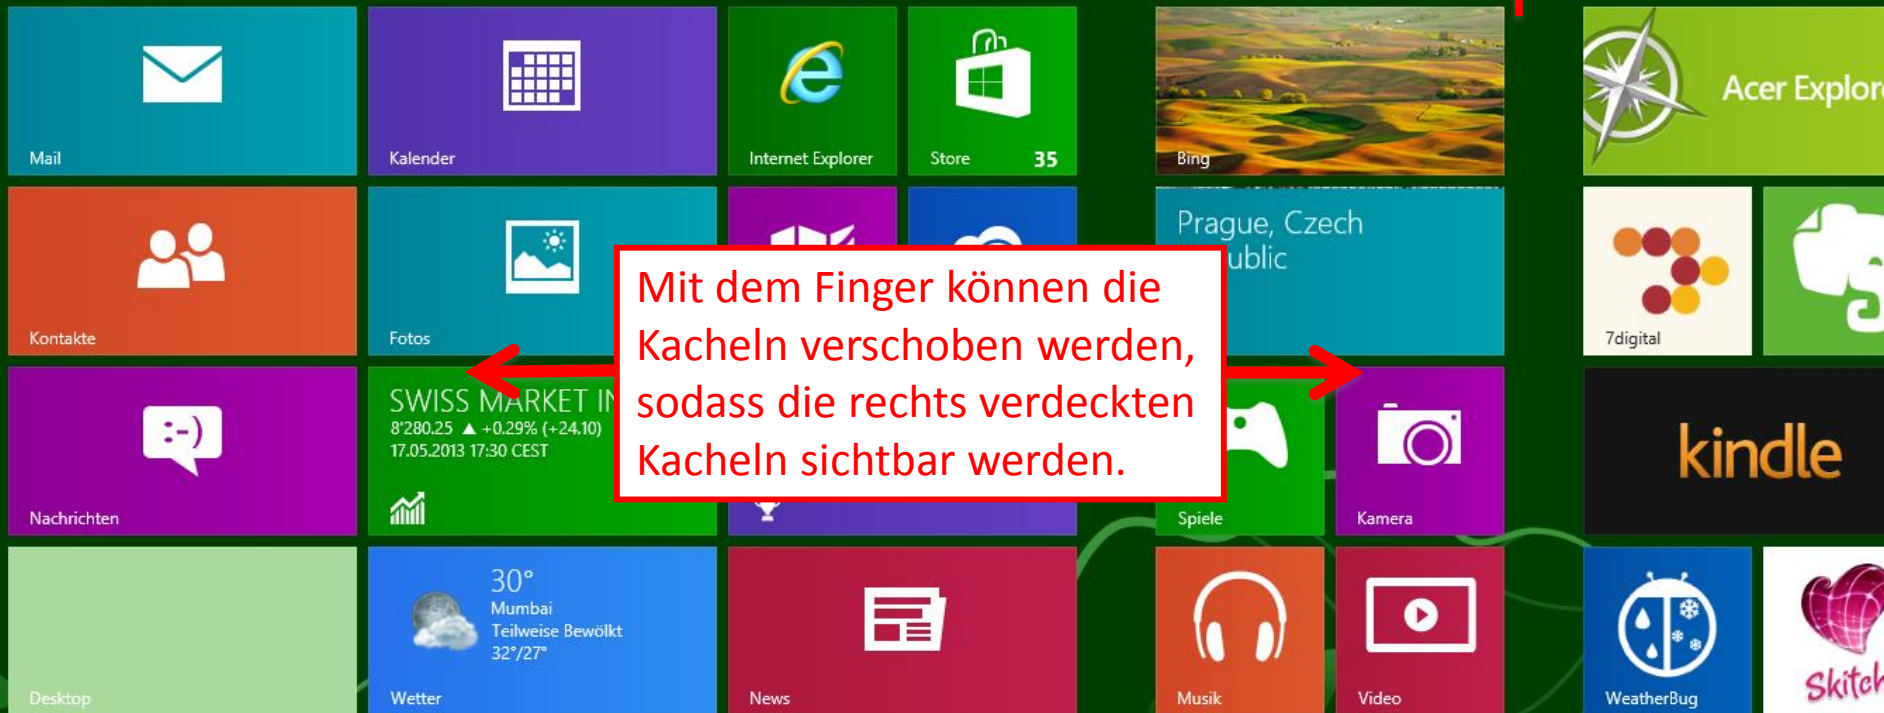 Mail
Kalender
Internet Explorer
Store 35
Bing
Acer Explor
Kontakte
Fotos
Prague, Czech
ublic
7digital
Mit dem Finger können die
Kacheln verschoben werden,
sodass die rechts verdeckten
Kacheln sichtbar werden.
:-)
Nachrichten
SWISS MARKET IN
8'280.25 ▲ +0.29% (+24.10)
17.05.2013 17:30 CEST
Spiele
Kamera
kindle
Desktop
30°
Mumbai
Teilweise Bewölkt
32°/27°
Wetter
News
Musik
Video
WeatherBug
Skitch